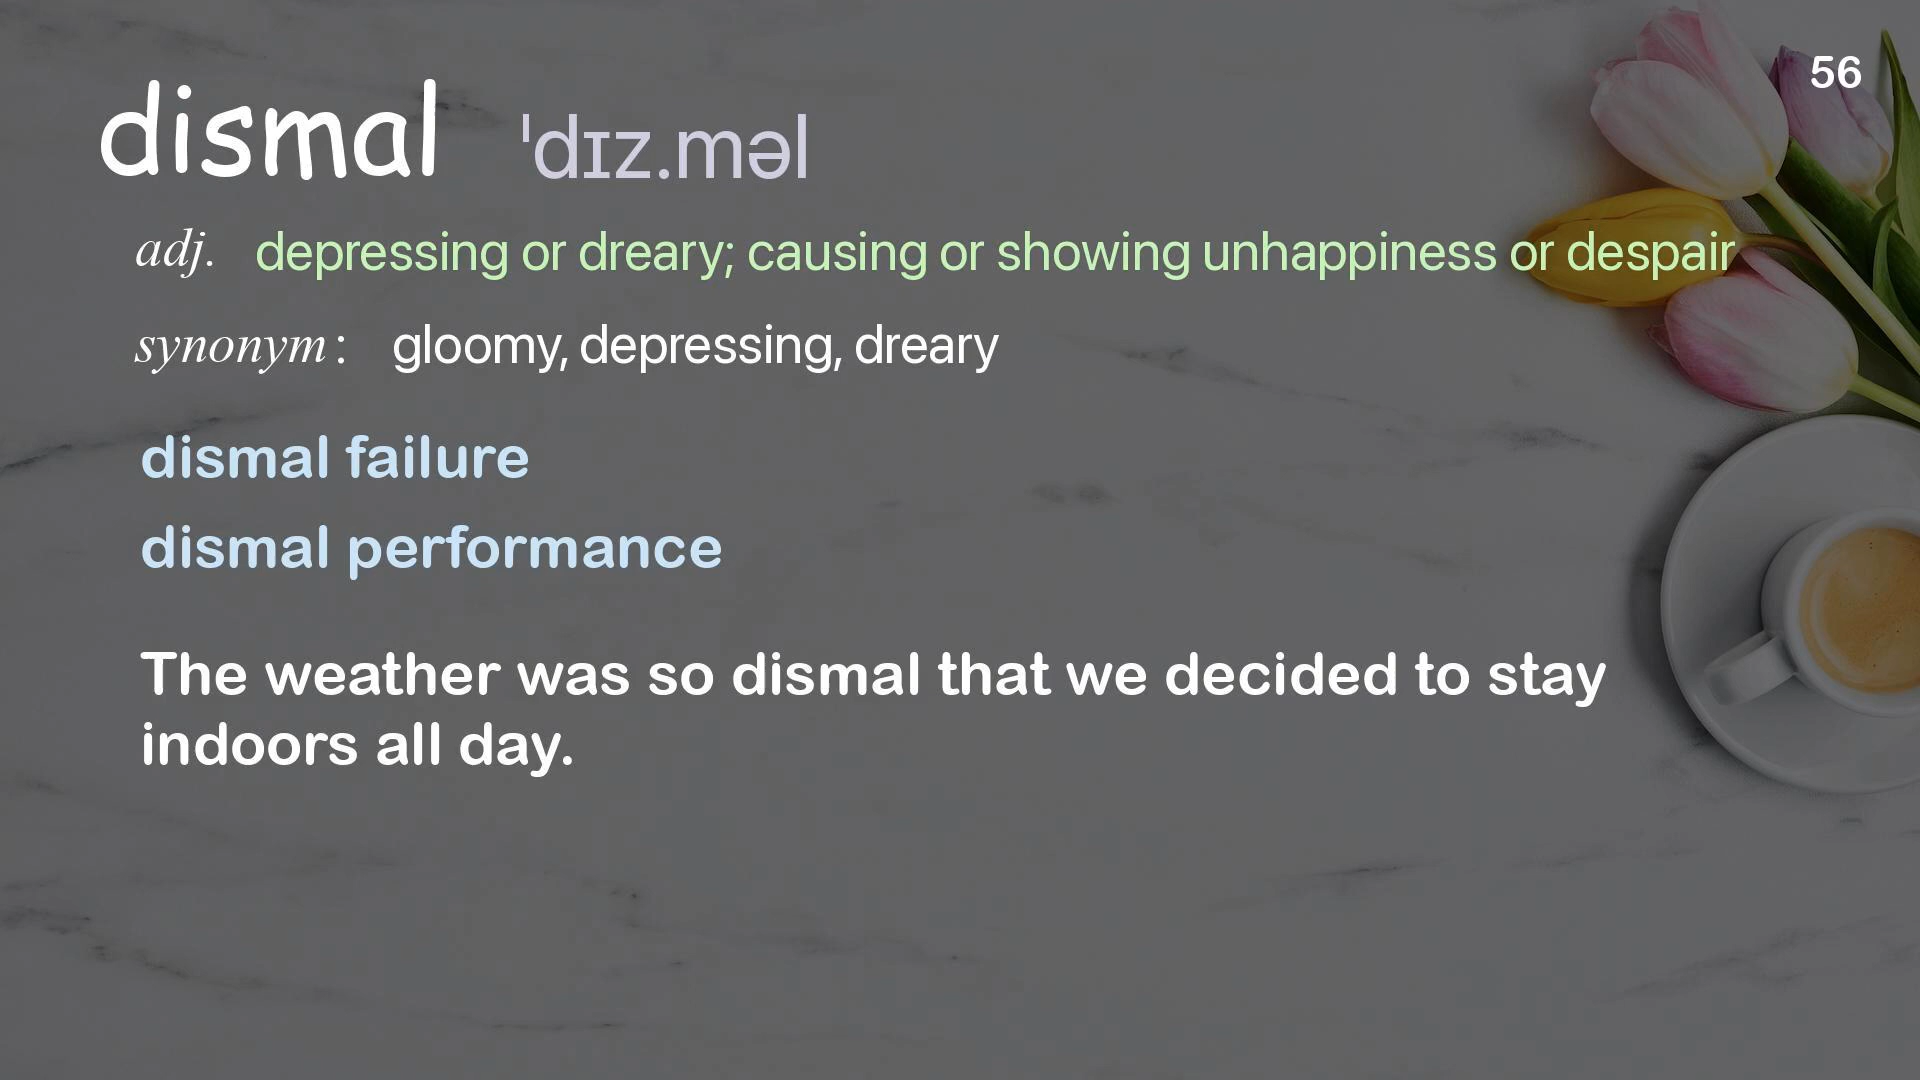 56
dismal ˈdɪz.məl
adj. depressing or dreary; causing or showing unhappiness or despair
synonym: gloomy, depressing, dreary
dismal failure
dismal performance
The weather was so dismal that we decided to stay
indoors all day.